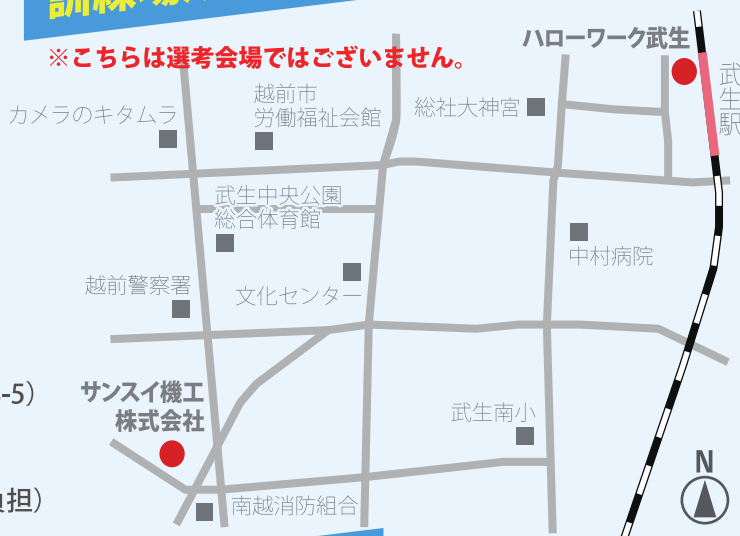 ※こちらは選考会場ではございません。
ハローワーク武生
武生駅
越前市
労働福祉会館
総社大神宮
カメラのキタムラ
武生中央公園
総合体育館
中村病院
越前警察署
文化センター
-5）
サンスイ機工
株式会社
武生南小
N
負担）
南越消防組合